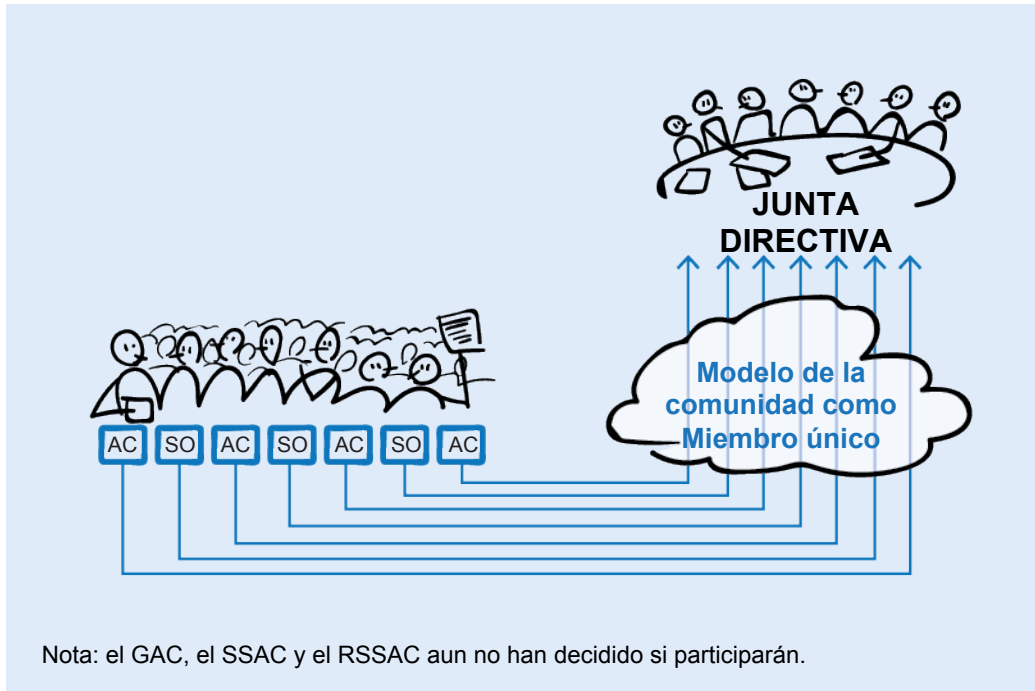 JUNTA
DIRECTIVA
Modelo de la
comunidad como
Miembro único
AC SO AC SO AC SO AC
Nota: el GAC, el SSAC y el RSSAC aun no han decidido si participarán.